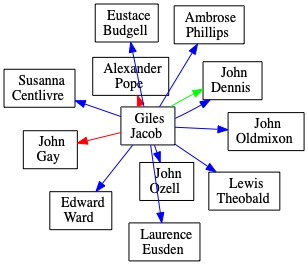 Eustace
Budgell
Ambrose
Phillips
Alexander
Pope
John
Dennis
Susanna
Centlivre
Giles
Jacob
John
Oldmixon
John
Gay
John
Ozell
Lewis
Theobald
Edward
Ward
Laurence
Eusden